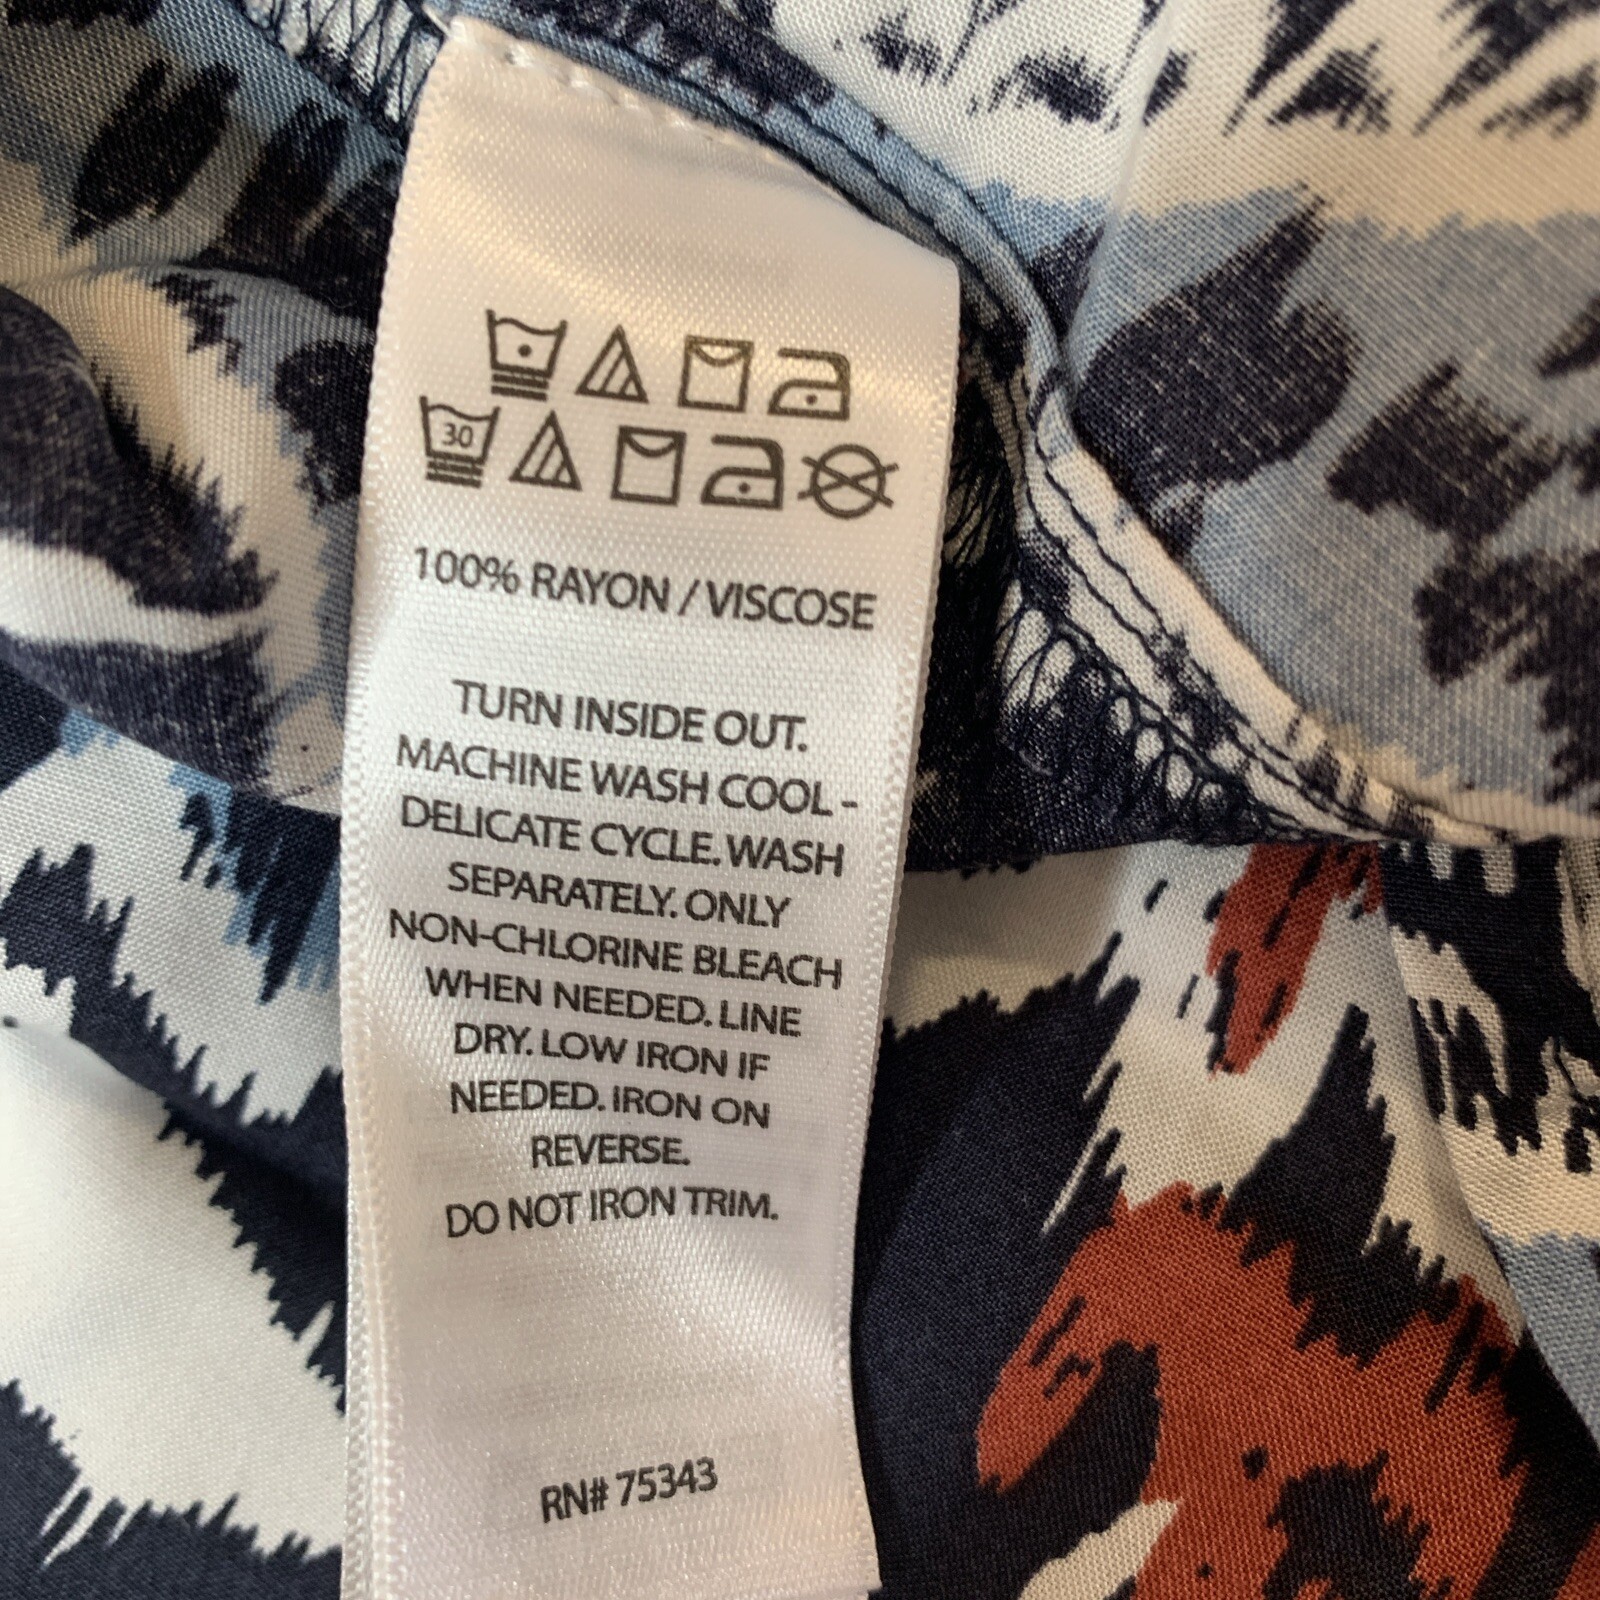 30
100% RAYON / VISCOSE
TURN INSIDE OUT.
MACHINE WASH COOL -
DELICATE CYCLE. WASH
SEPARATELY. ONLY
NON-CHLORINE BLEACH
WHEN NEEDED. LINE
DRY. LOW IRON IF
NEEDED. IRON ON
REVERSE.
DO NOT IRON TRIM.
RN# 75343